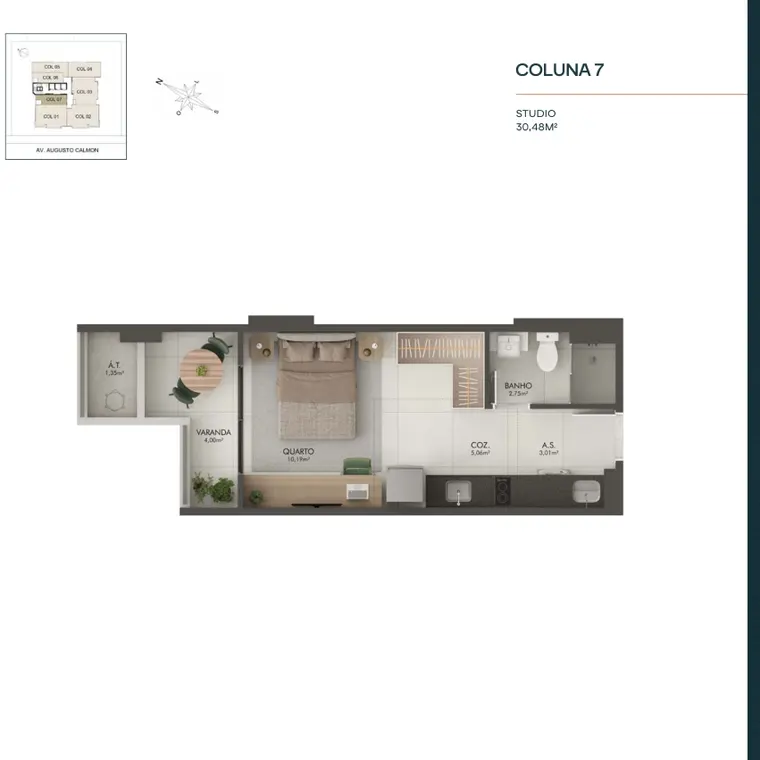 COLUNA 7
STUDIO
30,48M²
COL 05
COL 04
COL 06
COL 03
COL 07
COL 01
COL 02
AV. AUGUSTO CALMON
N
L
O
S
Á.T.
1,35m²
VARANDA
4,00m²
QUARTO
10,19m²
BANHO
2,75m²
COZ.
5,06m²
A.S.
3,01m²